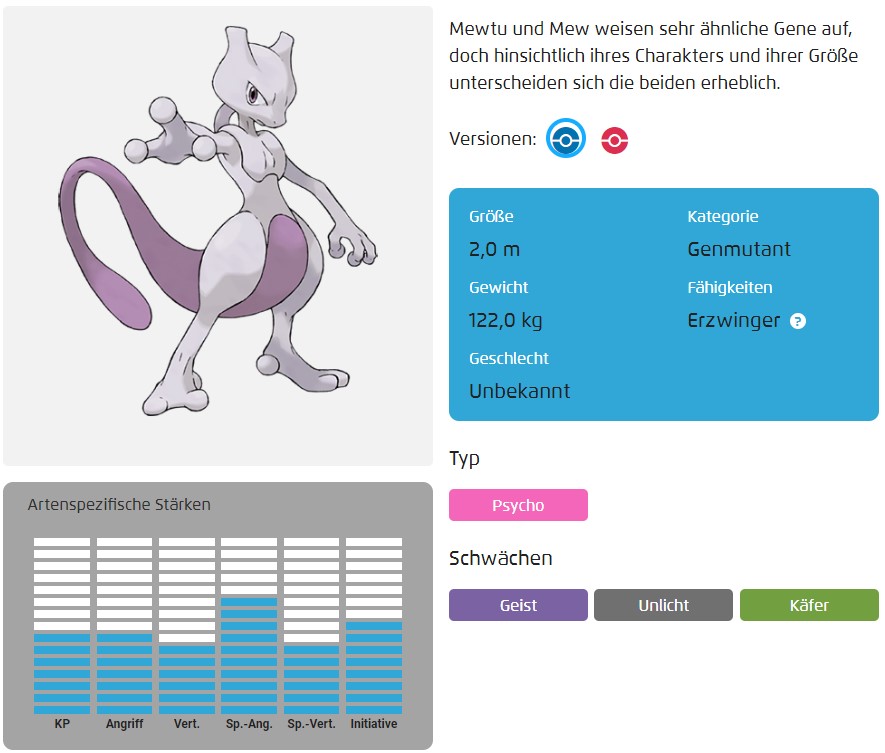 Mewtu und Mew weisen sehr ähnliche Gene auf,
doch hinsichtlich ihres Charakters und ihrer Größe
unterscheiden sich die beiden erheblich.
Versionen:
Größe
2,0 m
Kategorie
Genmutant
Gewicht
122,0 kg
Fähigkeiten
Erzwinger ?
Geschlecht
Unbekannt
Typ
Psycho
Schwächen
Geist
Unlicht
Käfer
Artenspezifische Stärken
KP
Angriff
Vert.
Sp.-Ang.
Sp.-Vert.
Initiative